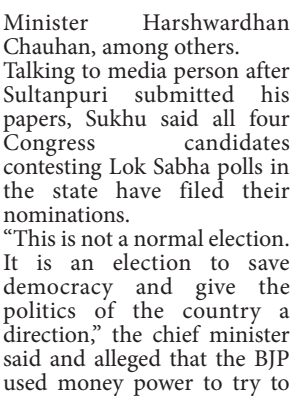 Minister Harshwardhan
Chauhan, among others.
Talking to media person after
Sultanpuri submitted his
papers, Sukhu said all four
Congress candidates
contesting Lok Sabha polls in
the state have filed their
nominations.
“This is not a normal election.
It is an election to save
democracy and give the
politics of the country a
direction,” the chief minister
said and alleged that the BJP
used money power to try to